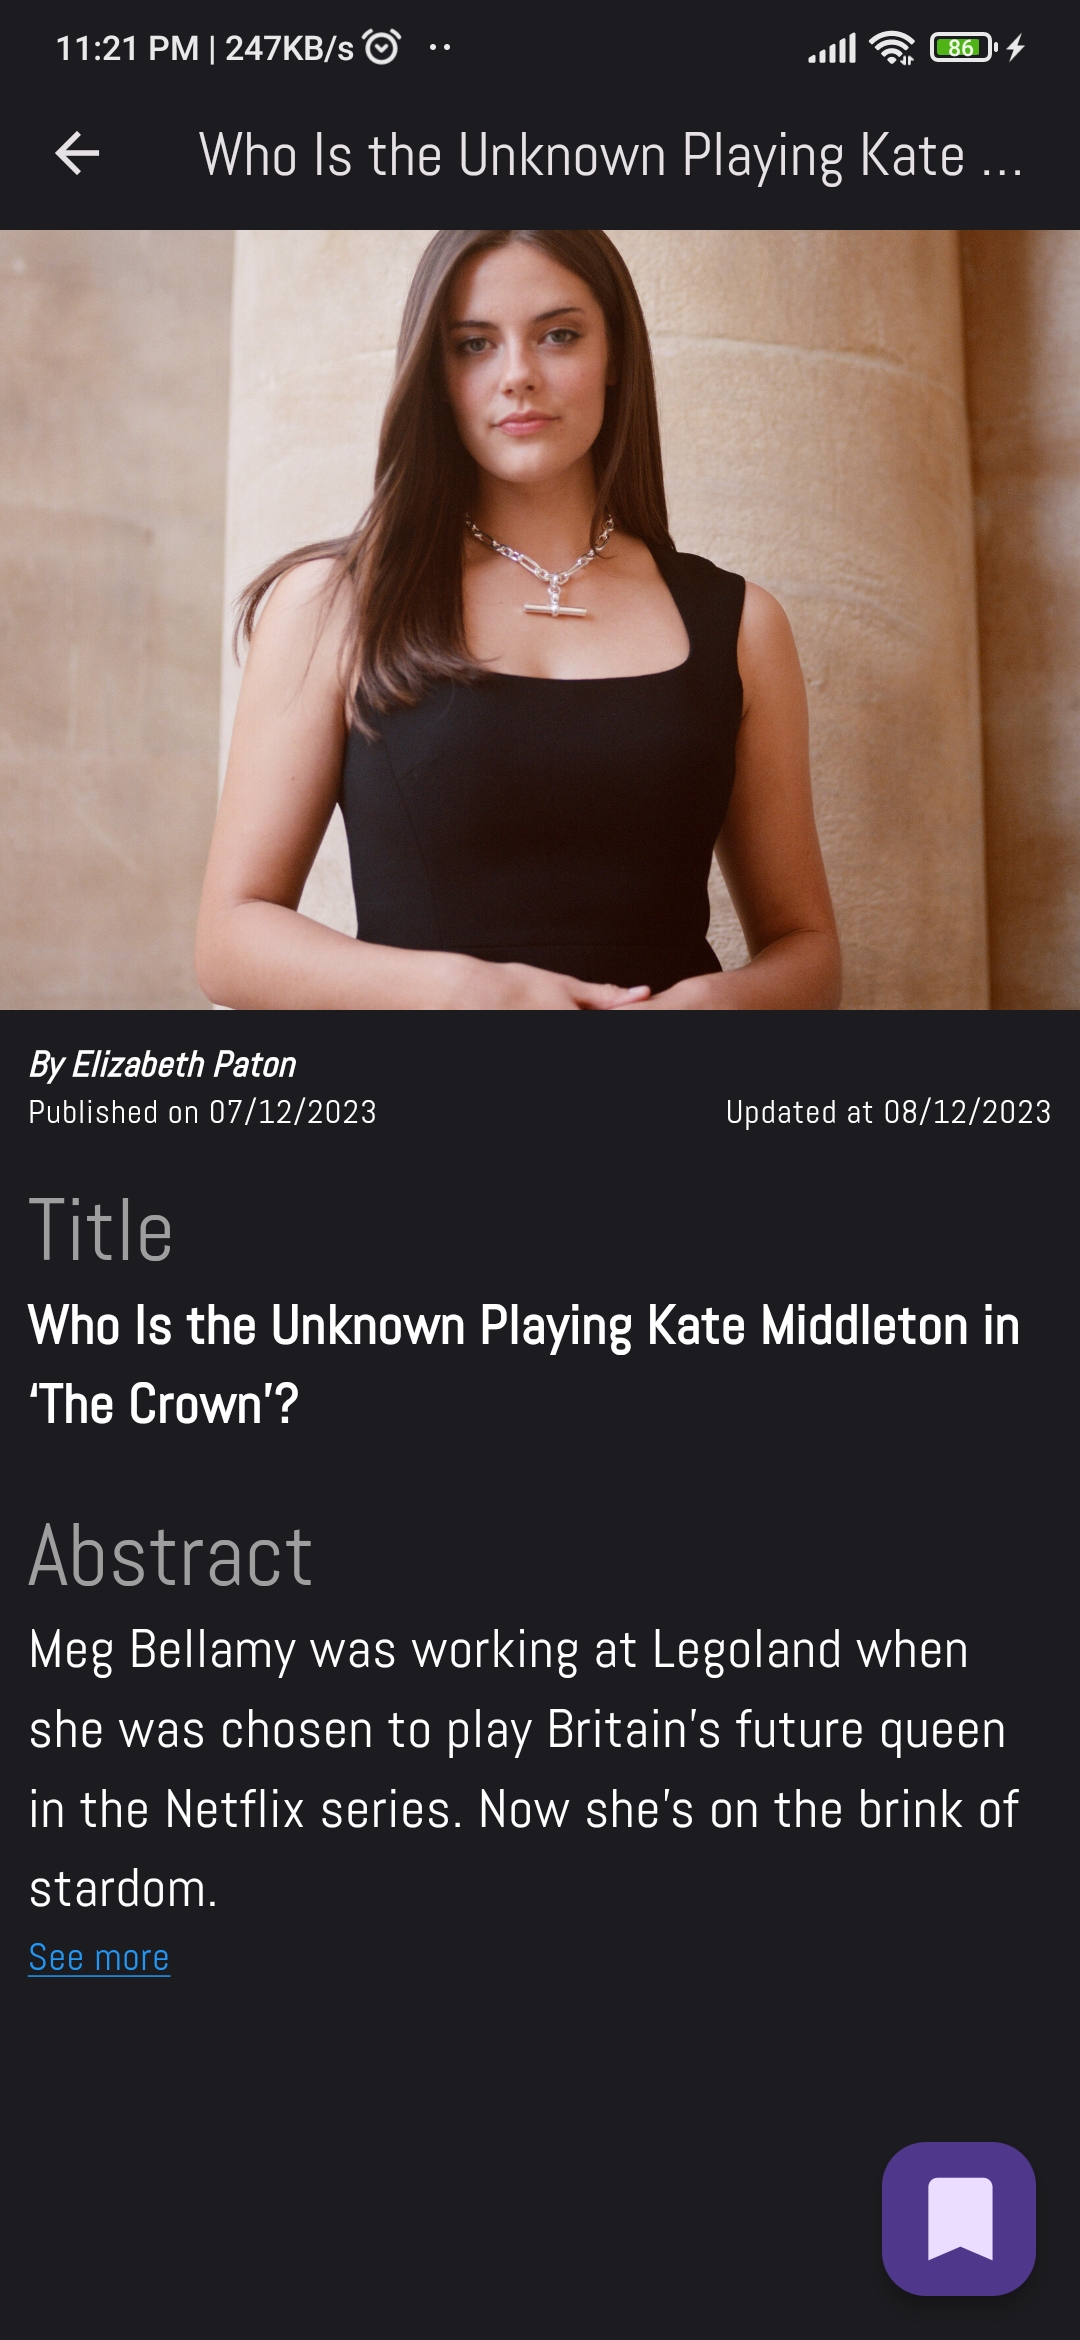 11:21 PM | 247KB/s
86
Who Is the Unknown Playing Kate ...
By Elizabeth Paton
Published on 07/12/2023
Updated at 08/12/2023
Title
Who Is the Unknown Playing Kate Middleton in
‘The Crown’?
Abstract
Meg Bellamy was working at Legoland when
she was chosen to play Britain’s future queen
in the Netflix series. Now she’s on the brink of
stardom.
See more